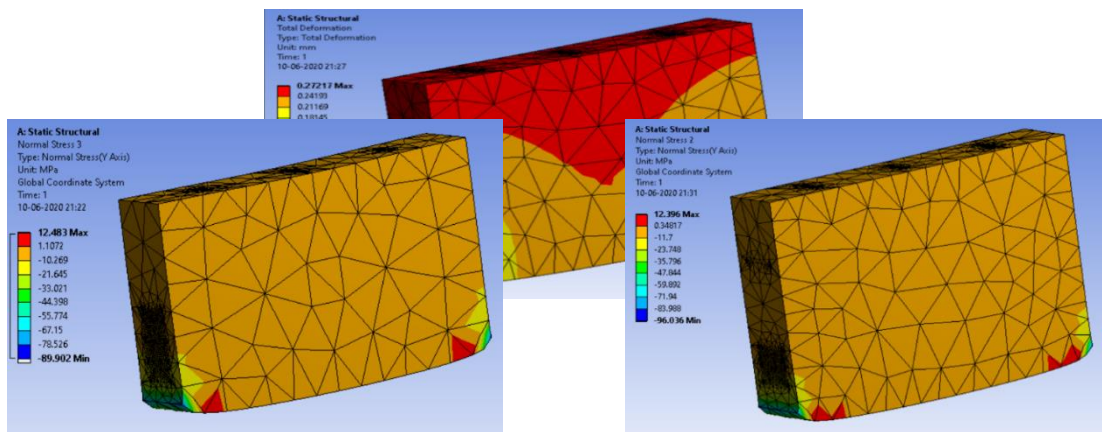 A: Static Structural
Total Deformation
Type: Total Deformation
Unit: mm
Time: 1
10-06-2020 21:27
0.27217 Max
0.24193
0.21169
0.18145
A: Static Structural
Normal Stress 3
Type: Normal Stress(Y Axis)
Unit: MPa
Global Coordinate System
Time: 1
10-06-2020 21:22
12.483 Max
1.1072
-10.269
-21.645
-33.021
-44.398
-55.774
-67.15
-78.526
-89.902 Min
A: Static Structural
Normal Stress 2
Type: Normal Stress(Y Axis)
Unit: MPa
Global Coordinate System
Time: 1
10-06-2020 21:31
12.396 Max
0.34817
-11.7
-23.748
-35.796
-47.844
-59.892
-71.94
-83.988
-96.036 Min